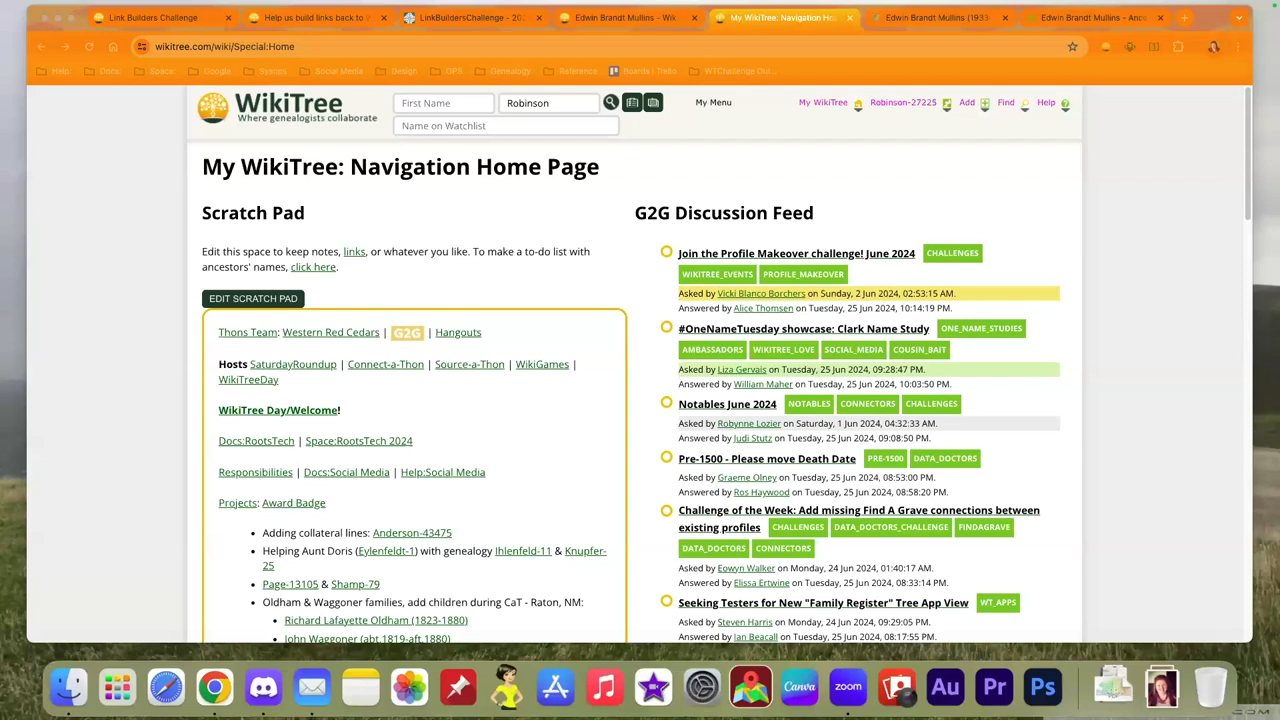 Link Builders Challenge
Help us build links back to
LinkBuildersChallenge - 20
Edwin Brandt Mullins - Wik
My WikiTree: Navigation Ho
Edwin Brandt Mullins (1933
Edwin Brandt Mullins - Ance
wikitree.com/wiki/Special:Home
Help:
Docs:
Space:
Google
Sysops
Social Media
Design
OPS
Genealogy
Reference
Boards | Trello
WikiTree
Where genealogists collaborate
First Name
Robinson
Name on Watchlist
My Menu
My WikiTree
Robinson-27225
Add
Find
Help
My WikiTree: Navigation Home Page
Scratch Pad
Edit this space to keep notes, links, or whatever you like. To make a to-do list with
ancestors' names, click here.
EDIT SCRATCH PAD
Thons Team: Western Red Cedars | G2G | Hangouts
Hosts SaturdayRoundup | Connect-a-Thon | Source-a-Thon | WikiGames |
WikiTreeDay
WikiTree Day/Welcome!
Docs:RootsTech | Space:RootsTech 2024
Responsibilities | Docs:Social Media | Help:Social Media
Projects: Award Badge
Adding collateral lines: Anderson-43475
Helping Aunt Doris (Eylenfeldt-1) with genealogy Ihlenfeld-11 & Knupfer-
25
Page-13105 & Shamp-79
Oldham & Waggoner families, add children during CaT - Raton, NM:
Richard Lafayette Oldham (1823-1880)
John Waggoner (abt.1819-aft.1880)
G2G Discussion Feed
Join the Profile Makeover challenge! June 2024 CHALLENGES
WIKITREE_EVENTS PROFILE_MAKEOVER
Asked by Vicki Blanco Borchers on Sunday, 2 Jun 2024, 02:53:15 AM.
Answered by Alice Thomsen on Tuesday, 25 Jun 2024, 10:14:19 PM.
#OneNameTuesday showcase: Clark Name Study ONE_NAME_STUDIES
AMBASSADORS WIKITREE_LOVE SOCIAL_MEDIA COUSIN_BAIT
Asked by Liza Gervais on Tuesday, 25 Jun 2024, 09:28:47 PM.
Answered by William Maher on Tuesday, 25 Jun 2024, 10:03:50 PM.
Notables June 2024 NOTABLES CONNECTORS CHALLENGES
Asked by Robynne Lozier on Saturday, 1 Jun 2024, 04:32:33 AM.
Answered by Judi Stutz on Tuesday, 25 Jun 2024, 09:08:50 PM.
Pre-1500 - Please move Death Date PRE-1500 DATA_DOCTORS
Asked by Graeme Olney on Tuesday, 25 Jun 2024, 08:53:00 PM.
Answered by Ros Haywood on Tuesday, 25 Jun 2024, 08:58:20 PM.
Challenge of the Week: Add missing Find A Grave connections between
existing profiles CHALLENGES DATA_DOCTORS_CHALLENGE FINDAGRAVE
DATA_DOCTORS CONNECTORS
Asked by Eowyn Walker on Monday, 24 Jun 2024, 01:40:17 AM.
Answered by Elissa Ertwine on Tuesday, 25 Jun 2024, 08:33:14 PM.
Seeking Testers for New "Family Register" Tree App View WT_APPS
Asked by Steven Harris on Monday, 24 Jun 2024, 09:29:05 PM.
Answered by Ian Beacall on Tuesday, 25 Jun 2024, 08:17:55 PM.
Canva
zoom
Au
Pr
Ps